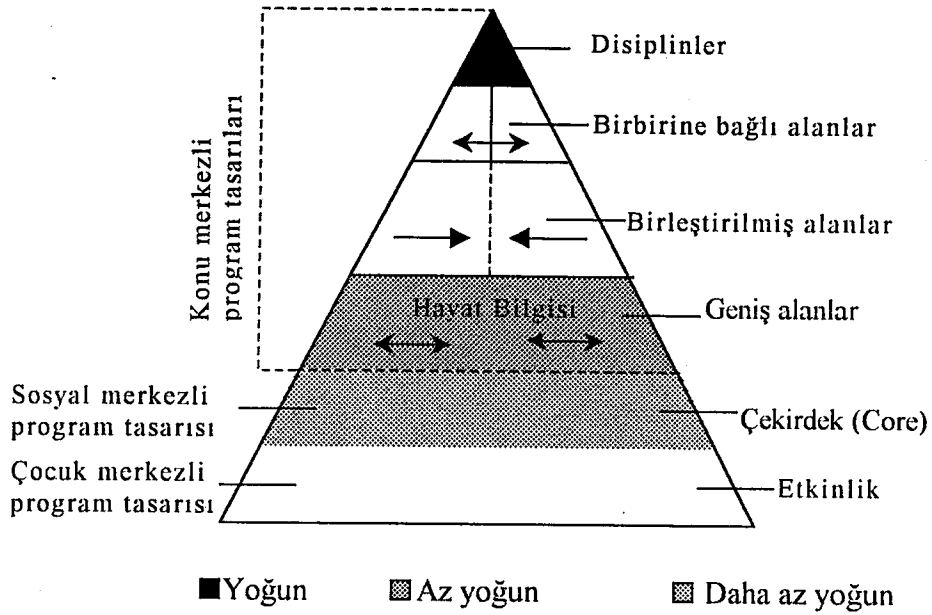 Disiplinler
Birbirine bağlı alanlar
Birleştirilmiş alanlar
Konu merkezli
program tasarıları
Hayat Bilgisi
Geniş alanlar
Sosyal merkezli
program tasarısı
Çekirdek (Core)
Çocuk merkezli
program tasarısı
Etkinlik
Yoğun
Az yoğun
Daha az yoğun